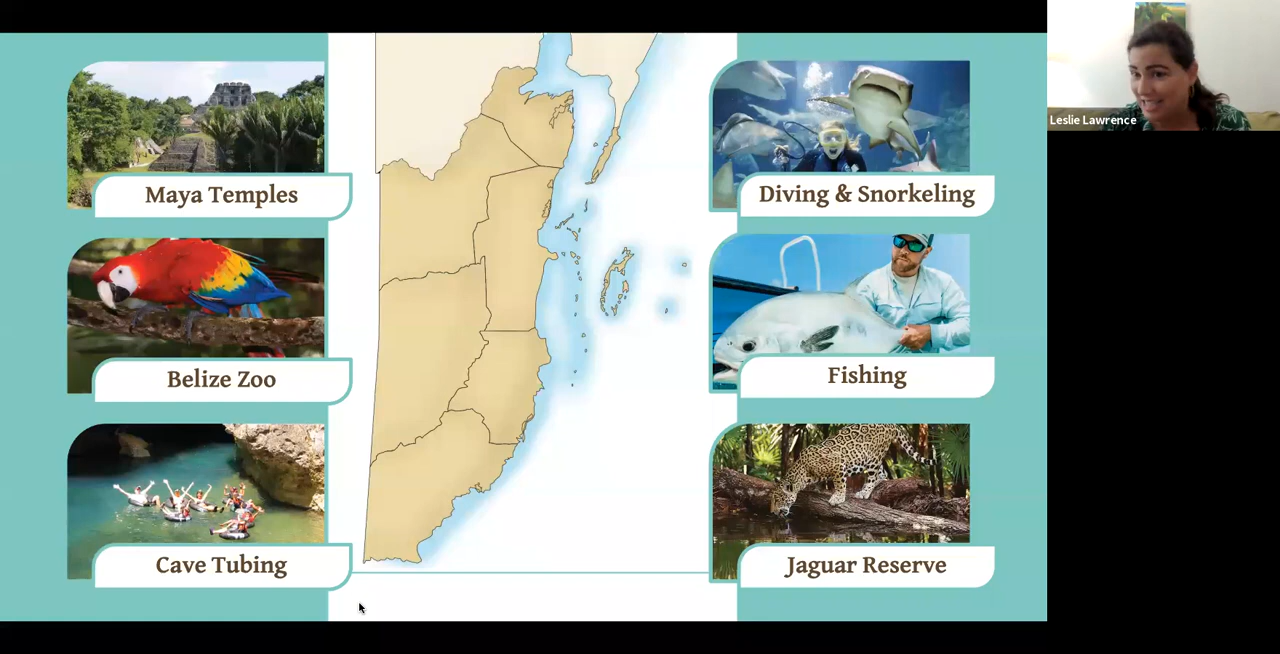 Maya Temples
Belize Zoo
Cave Tubing
Diving & Snorkeling
Fishing
Jaguar Reserve
Leslie Lawrence